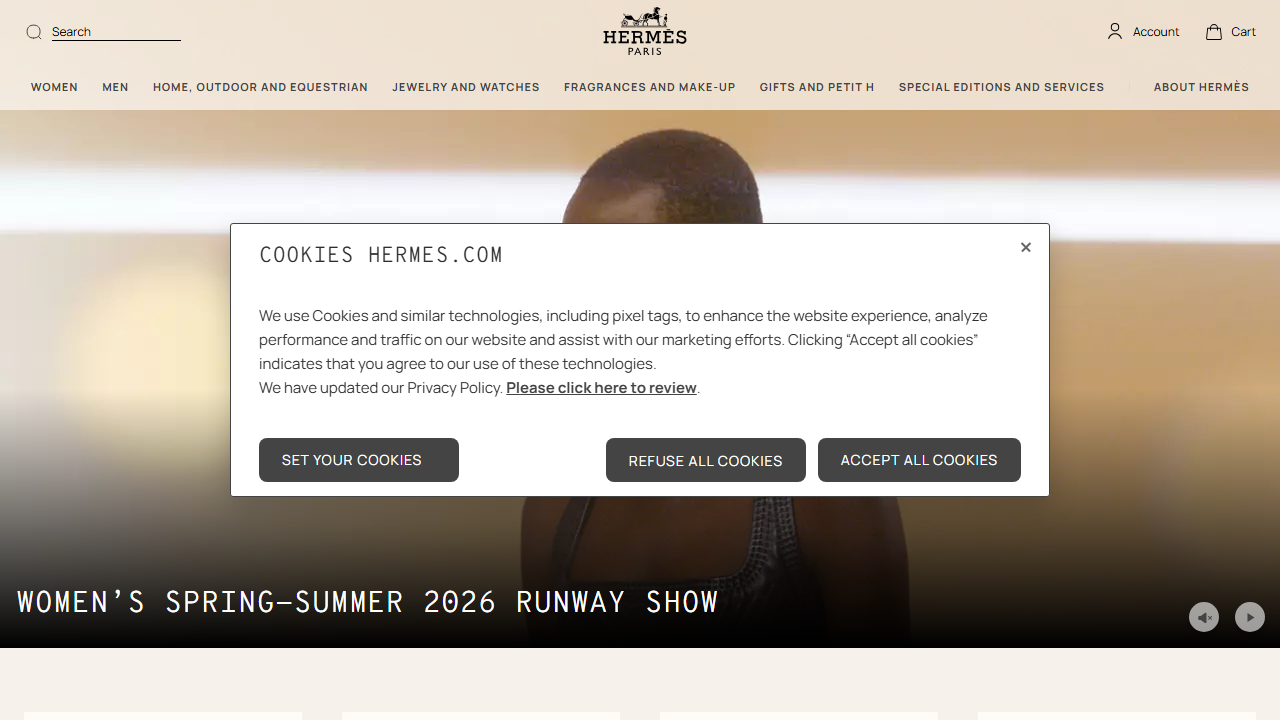 Search
HERMÈS
PARIS
Account
Cart
WOMEN
MEN
HOME, OUTDOOR AND EQUESTRIAN
JEWELRY AND WATCHES
FRAGRANCES AND MAKE-UP
GIFTS AND PETIT H
SPECIAL EDITIONS AND SERVICES
ABOUT HERMÈS
COOKIES HERMES.COM
We use Cookies and similar technologies, including pixel tags, to enhance the website experience, analyze
performance and traffic on our website and assist with our marketing efforts. Clicking “Accept all cookies”
indicates that you agree to our use of these technologies.
We have updated our Privacy Policy. Please click here to review.
SET YOUR COOKIES
REFUSE ALL COOKIES
ACCEPT ALL COOKIES
WOMEN’S SPRING–SUMMER 2026 RUNWAY SHOW